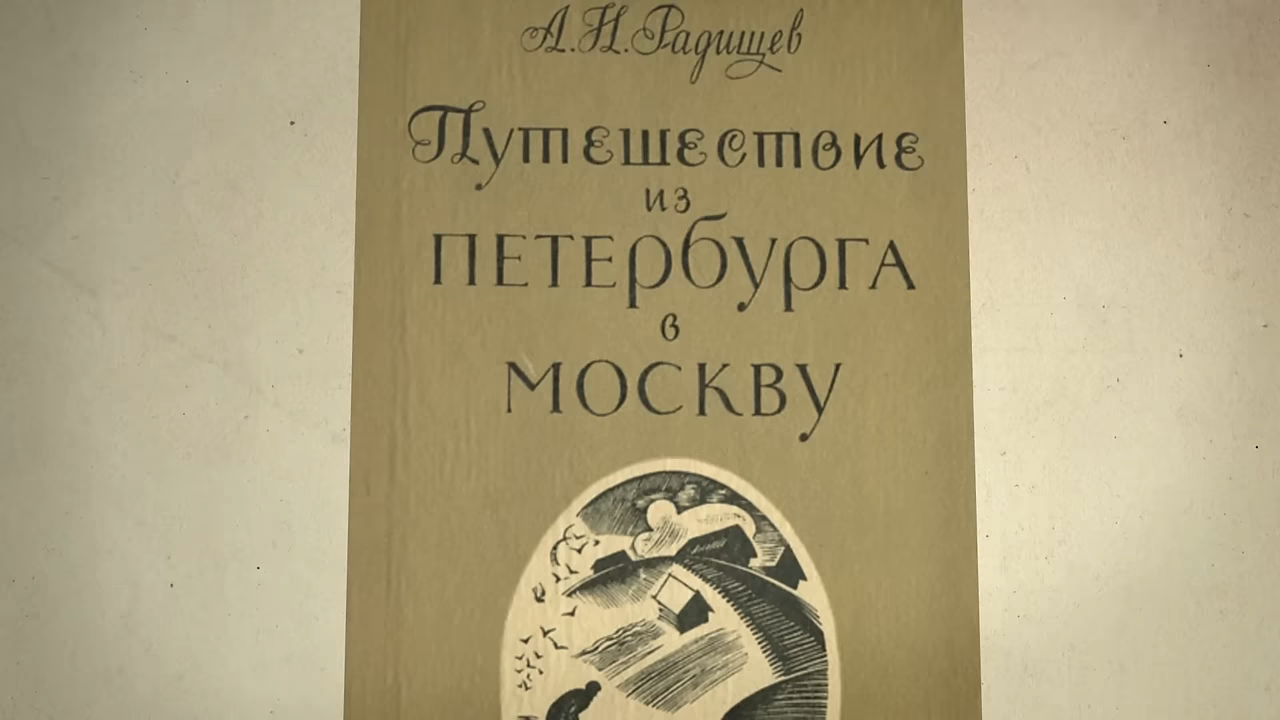 А.Н.Радищев
Путешествие
из
ПЕТЕРбурГА
в
МОСКВУ